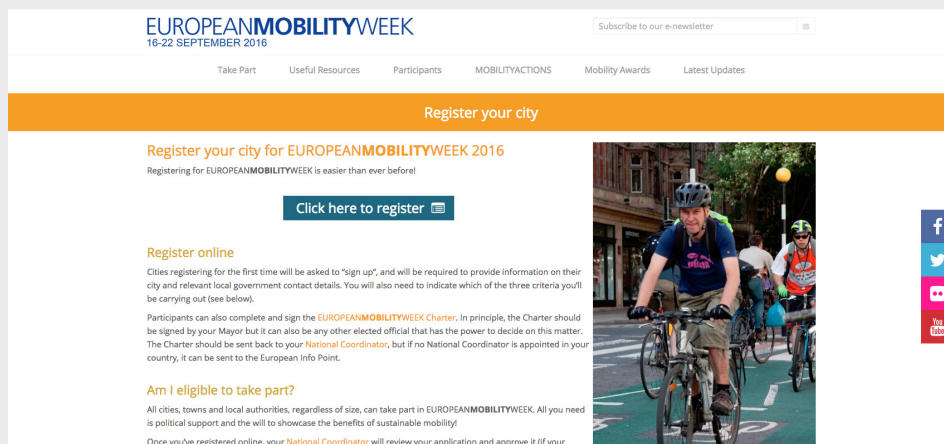 EUROPEANMOBILITYWEEK
16-22 SEPTEMBER 2016
Subscribe to our e-newsletter
Take Part Useful Resources Participants MOBILITYACTIONS Mobility Awards Latest Updates
Register your city
Register your city for EUROPEANMOBILITYWEEK 2016
Registering for EUROPEANMOBILITYWEEK is easier than ever before!
Click here to register
Register online
Cities registering for the first time will be asked to “sign up”, and will be required to provide information on their
city and relevant local government contact details. You will also need to indicate which of the three criteria you'll
be carrying out (see below).
Participants can also complete and sign the EUROPEANMOBILITYWEEK Charter. In principle, the Charter should
be signed by your Mayor but it can also be any other elected official that has the power to decide on this matter.
The Charter should be sent back to your National Coordinator, but if no National Coordinator is appointed in your
country, it can be sent to the European Info Point.
Am I eligible to take part?
All cities, towns and local authorities, regardless of size, can take part in EUROPEANMOBILITYWEEK. All you need
is political support and the will to showcase the benefits of sustainable mobility!
Once you've registered online, your National Coordinator will review your application and approve it (if your
f
You
Tube